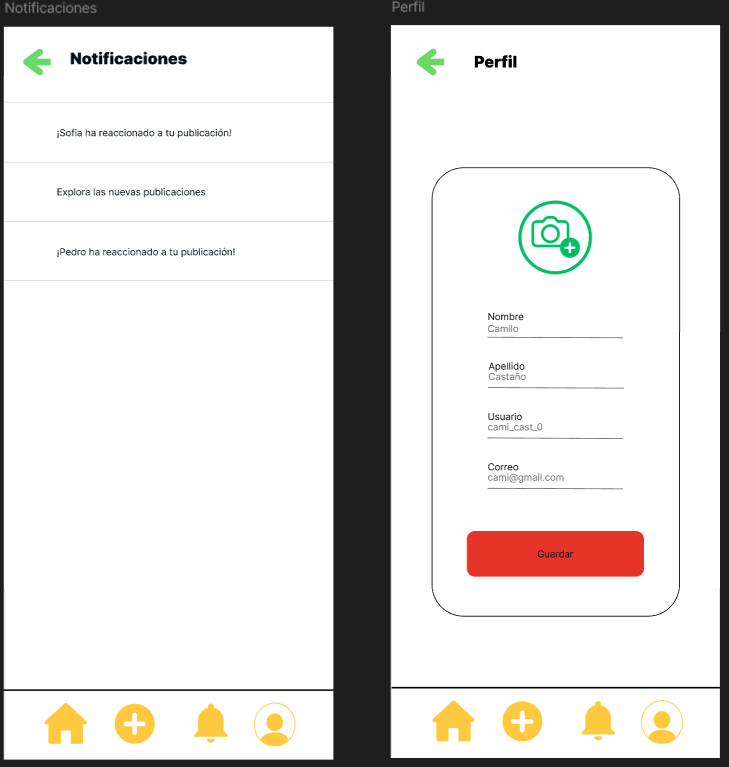 Notificaciones
Notificaciones
¡Sofia ha reaccionado a tu publicación!
Explora las nuevas publicaciones
¡Pedro ha reaccionado a tu publicación!
Perfil
Perfil
Nombre
Camilo
Apellido
Castaño
Usuario
cami_cast_0
Correo
cami@gmail.com
Guardar